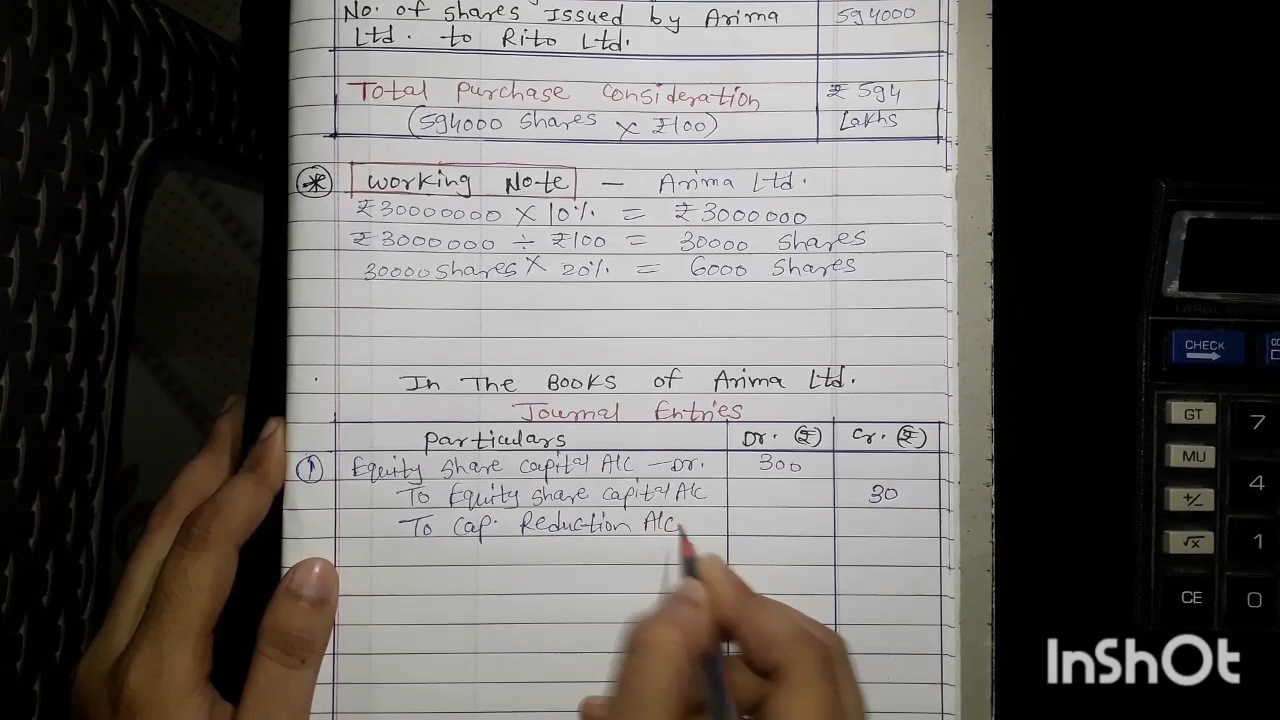 No. of shares Issued by Arima 594000
Ltd. to Rito Ltd.
Total Purchase Consideration ₹ 594
(594000 shares × ₹100) Lakhs
* Working Note — Arima Ltd.
₹30000000 × 10% = ₹3000000
₹3000000 ÷ ₹100 = 30000 shares
30000 shares × 20% = 6000 shares
In The Books of Arima Ltd.
Journal Entries
Particulars Dr. (₹) Cr. (₹)
1 Equity share capital A/c — Dr. 300
To Equity share capital A/c 30
To Cap. Reduction A/c
CHECK
GT 7
MU 4
+/-
√x 1
CE 0
InShOt